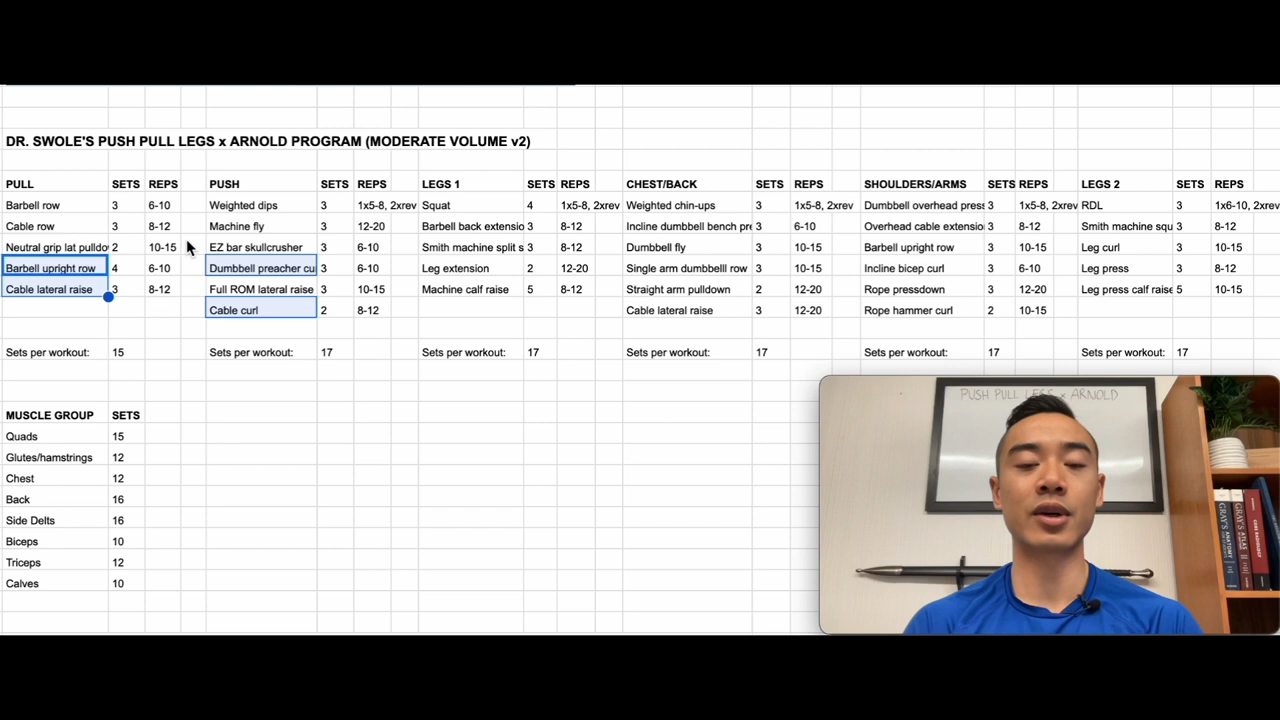 DR. SWOLE'S PUSH PULL LEGS x ARNOLD PROGRAM (MODERATE VOLUME v2)
PULL SETS REPS PUSH SETS REPS LEGS 1 SETS REPS CHEST/BACK SETS REPS SHOULDERS/ARMS SETS REPS LEGS 2 SETS REPS
Barbell row 3 6-10 Weighted dips 3 1x5-8, 2xrev Squat 4 1x5-8, 2xrev Weighted chin-ups 3 1x5-8, 2xrev Dumbbell overhead press 3 1x5-8, 2xrev RDL 3 1x6-10, 2xrev
Cable row 3 8-12 Machine fly 3 12-20 Barbell back extensio 3 8-12 Incline dumbbell bench pre 3 6-10 Overhead cable extensio 3 8-12 Smith machine squ 3 8-12
Neutral grip lat pulldov 2 10-15 EZ bar skullcrusher 3 6-10 Smith machine split s 3 8-12 Dumbbell fly 3 10-15 Barbell upright row 3 10-15 Leg curl 3 10-15
Barbell upright row 4 6-10 Dumbbell preacher cu 3 6-10 Leg extension 2 12-20 Single arm dumbbelll row 3 10-15 Incline bicep curl 3 6-10 Leg press 3 8-12
Cable lateral raise 3 8-12 Full ROM lateral raise 3 10-15 Machine calf raise 5 8-12 Straight arm pulldown 2 12-20 Rope pressdown 3 12-20 Leg press calf raise 5 10-15
Cable curl 2 8-12 Cable lateral raise 3 12-20 Rope hammer curl 2 10-15
Sets per workout: 15 Sets per workout: 17 Sets per workout: 17 Sets per workout: 17 Sets per workout: 17 Sets per workout: 17
MUSCLE GROUP SETS
Quads 15
Glutes/hamstrings 12
Chest 12
Back 16
Side Delts 16
Biceps 10
Triceps 12
Calves 10
PUSH PULL LEGS x ARNOLD
GRAY'S ANATOMY
GRAY'S ATLAS
CORE RADIOLOGY